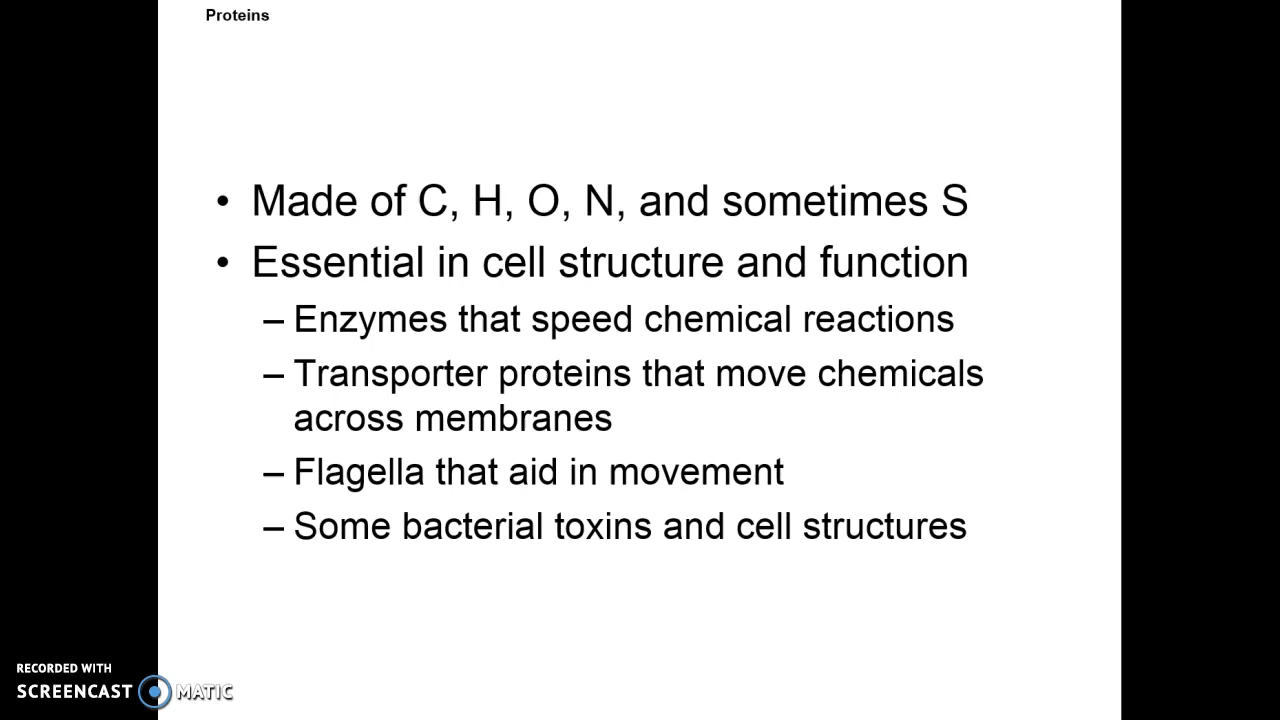 Proteins
• Made of C, H, O, N, and sometimes S
• Essential in cell structure and function
– Enzymes that speed chemical reactions
– Transporter proteins that move chemicals
across membranes
– Flagella that aid in movement
– Some bacterial toxins and cell structures
RECORDED WITH
SCREENCAST MATIC